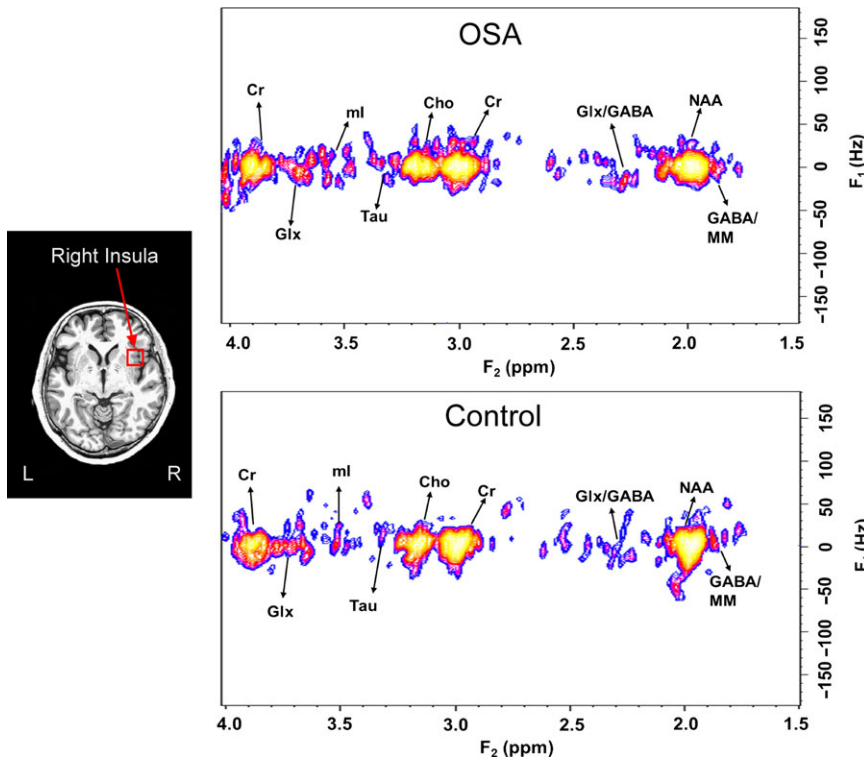 OSA
Cr
mI
Cho
Cr
Glx/GABA
NAA
Glx
Tau
GABA/
MM
150
100
50
0
−50
−100
−150
F1 (Hz)
4.0 3.5 3.0 2.5 2.0 1.5
F2 (ppm)
Right Insula
L R
Control
Cr
mI
Cho
Cr
Glx/GABA
NAA
Glx
Tau
GABA/
MM
150
100
50
0
−50
−100
−150
F1 (Hz)
4.0 3.5 3.0 2.5 2.0 1.5
F2 (ppm)